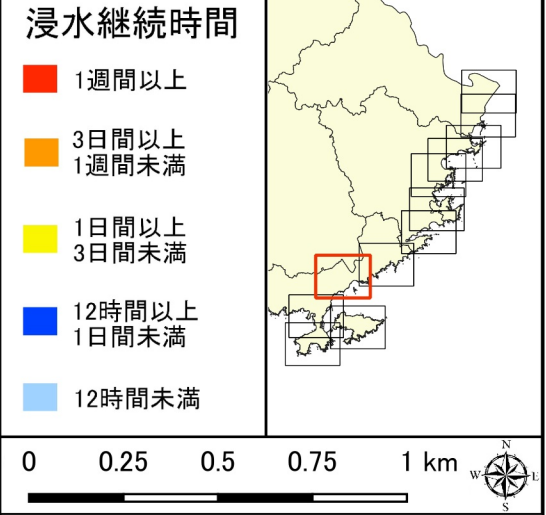 浸水継続時間
1週間以上
3日間以上
1週間未満
1日間以上
3日間未満
12時間以上
1日間未満
12時間未満
0 0.25 0.5 0.75 1 km
N
W E
S